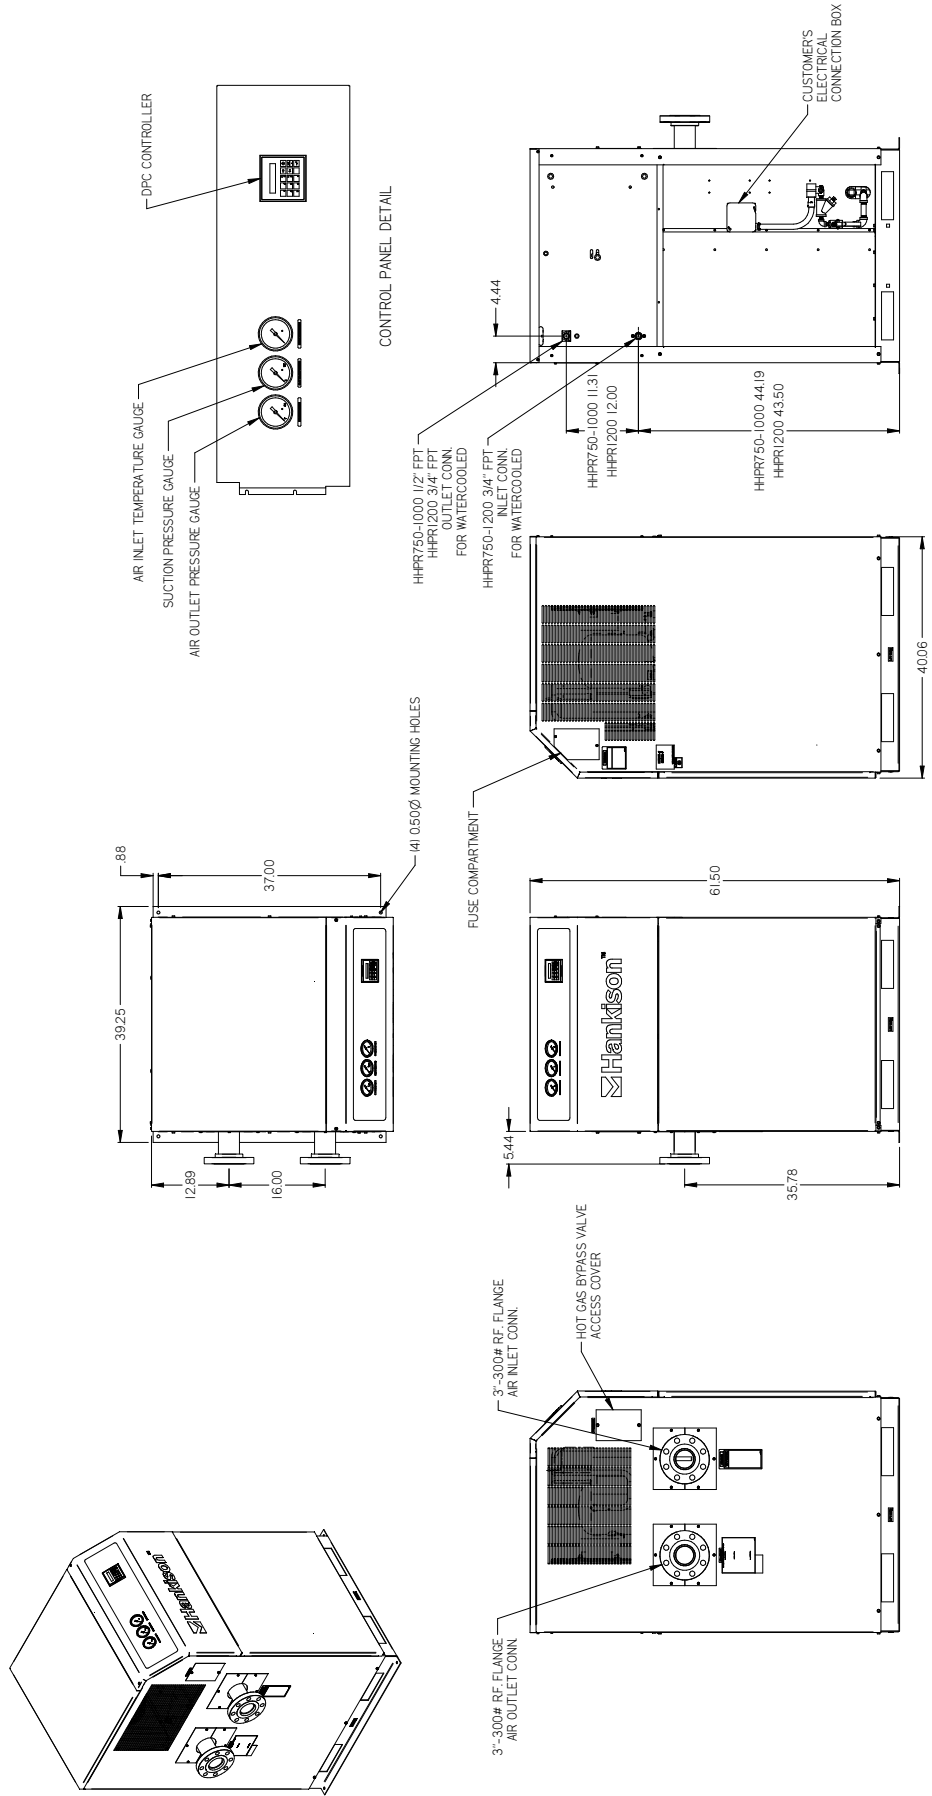 DPC CONTROLLER
AIR INLET TEMPERATURE GAUGE
SUCTION PRESSURE GAUGE
AIR OUTLET PRESSURE GAUGE
CONTROL PANEL DETAIL
.88
37.00
39.25
12.89
16.00
(4) 0.50Ø MOUNTING HOLES
3"-300# R.F. FLANGE
AIR OUTLET CONN.
3"-300# R.F. FLANGE
AIR INLET CONN.
HOT GAS BYPASS VALVE
ACCESS COVER
5.44
35.78
61.50
Hankison™
Hankison
FUSE COMPARTMENT
40.06
HHPR750-1000 1/2" FPT
HHPR1200 3/4" FPT
OUTLET CONN.
FOR WATERCOOLED
HHPR750-1200 3/4" FPT
INLET CONN.
FOR WATERCOOLED
4.44
HHPR750-1000 11.31
HHPR1200 12.00
HHPR750-1000 44.19
HHPR1200 43.50
CUSTOMER'S
ELECTRICAL
CONNECTION BOX